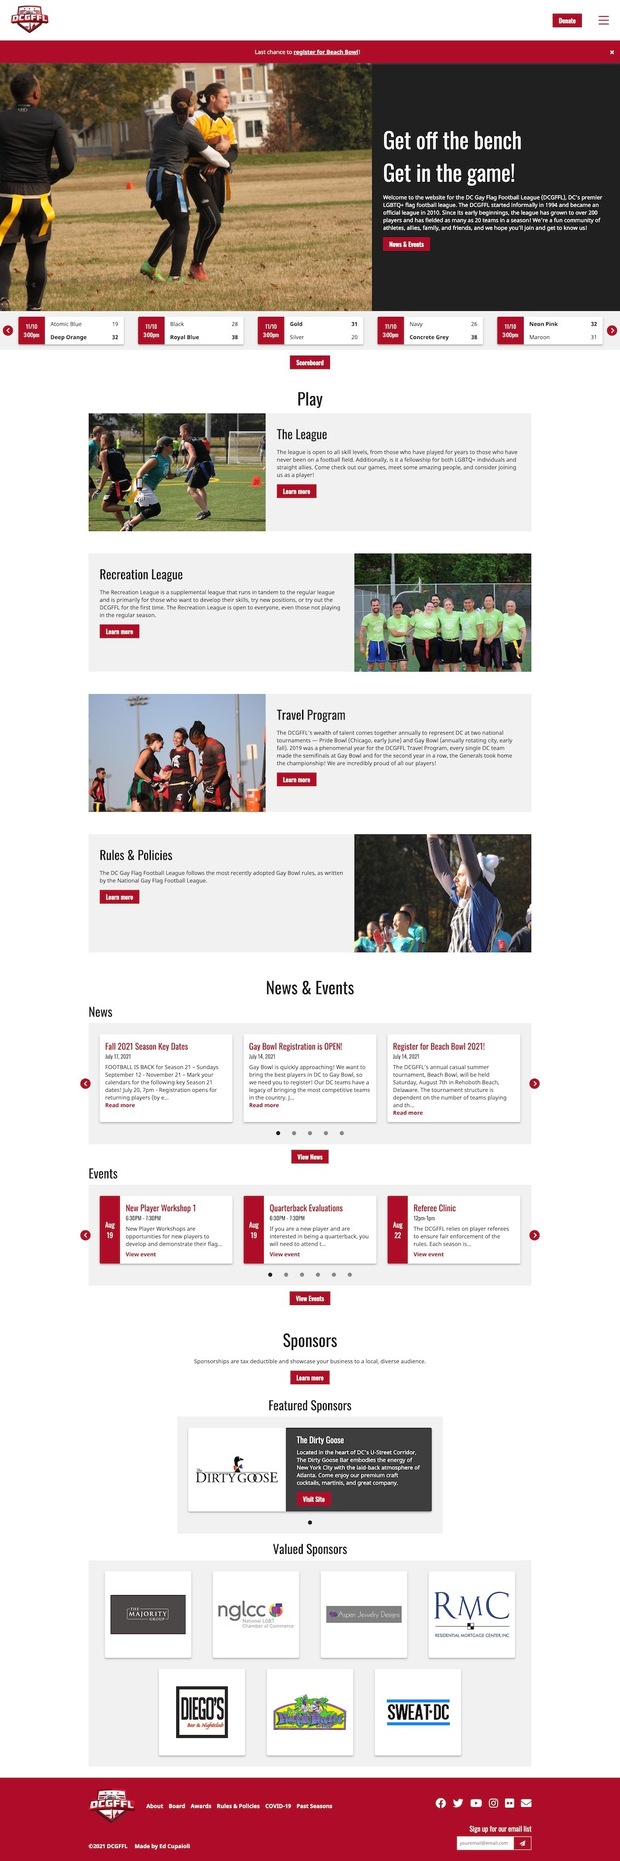 DCGFFL
Donate
Last chance to register for Beach Bowl!
Get off the bench
Get in the game!
Welcome to the website for the DC Gay Flag Football League (DCGFFL), DC's premier
LGBTQ+ flag football league. The DCGFFL started informally in 1994 and became an
official league in 2010. Since its early beginnings, the league has grown to over 200
players and has fielded as many as 20 teams in a season! We're a fun community of
athletes, allies, family, and friends, and we hope you'll join and get to know us!
News & Events
11/10 3:00pm Atomic Blue 19 Deep Orange 32
11/10 3:00pm Black 28 Royal Blue 38
11/10 3:00pm Gold 31 Silver 20
11/10 3:00pm Navy 26 Concrete Grey 38
11/10 3:00pm Neon Pink 32 Maroon 31
Scoreboard
Play
The League
The league is open to all skill levels, from those who have played for years to those who have
never been on a football field. Additionally, is it a fellowship for both LGBTQ+ individuals and
straight allies. Come check out our games, meet some amazing people, and consider joining
us as a player!
Learn more
Recreation League
The Recreation League is a supplemental league that runs in tandem to the regular league
and is primarily for those who want to develop their skills, try new positions, or try out the
DCGFFL for the first time. The Recreation League is open to everyone, even those not playing
in the regular season.
Learn more
Travel Program
The DCGFFL's wealth of talent comes together annually to represent DC at two national
tournaments — Pride Bowl (Chicago, early June) and Gay Bowl (annually rotating city, early
fall). 2019 was a phenomenal year for the DCGFFL Travel Program, every single DC team
made the semifinals at Gay Bowl and for the second year in a row, the Generals took home
the championship! We are incredibly proud of all our players!
Learn more
Rules & Policies
The DC Gay Flag Football League follows the most recently adopted Gay Bowl rules, as written
by the National Gay Flag Football League.
Learn more
News & Events
News
Fall 2021 Season Key Dates
July 17, 2021
FOOTBALL IS BACK for Season 21 – Sundays
September 12 - November 21 – Mark your
calendars for the following key Season 21
dates! July 20, 7pm - Registration opens for
returning players (by e...
Read more
Gay Bowl Registration is OPEN!
July 14, 2021
Gay Bowl is quickly approaching! We want to
bring the best players in DC to Gay Bowl, so
we need you to register! Our DC teams have a
legacy of bringing the most competitive teams
in the country. J...
Read more
Register for Beach Bowl 2021!
July 14, 2021
The DCGFFL's annual casual summer
tournament, Beach Bowl, will be held
Saturday, August 7th in Rehoboth Beach,
Delaware. The tournament structure is
dependent on the number of teams playing
and th...
Read more
View News
Events
Aug 19
New Player Workshop 1
6:30PM - 7:30PM
New Player Workshops are
opportunities for new players to
develop and demonstrate their flag...
View event
Aug 19
Quarterback Evaluations
6:30PM - 7:30PM
If you are a new player and are
interested in being a quarterback, you
will need to attend t...
View event
Aug 22
Referee Clinic
12pm-1pm
The DCGFFL relies on player referees
to ensure fair enforcement of the
rules. Each season is...
View event
View Events
Sponsors
Sponsorships are tax deductible and showcase your business to a local, diverse audience.
Learn more
Featured Sponsors
The
DIRTY GOOSE
The Dirty Goose
Located in the heart of DC's U-Street Corridor,
The Dirty Goose Bar embodies the energy of
New York City with the laid-back atmosphere of
Atlanta. Come enjoy our premium craft
cocktails, martinis, and great company.
Visit Site
Valued Sponsors
THE MAJORITY GROUP
nglcc
National LGBT
Chamber of Commerce
Aspen Jewelry Designs
RMC
RESIDENTIAL MORTGAGE CENTER, INC
DIEGO'S
Bar & Nightclub
SWEAT DC
DCGFFL
About Board Awards Rules & Policies COVID-19 Past Seasons
Sign up for our email list
youremail@email.com
©2021 DCGFFL Made by Ed Cupaioli